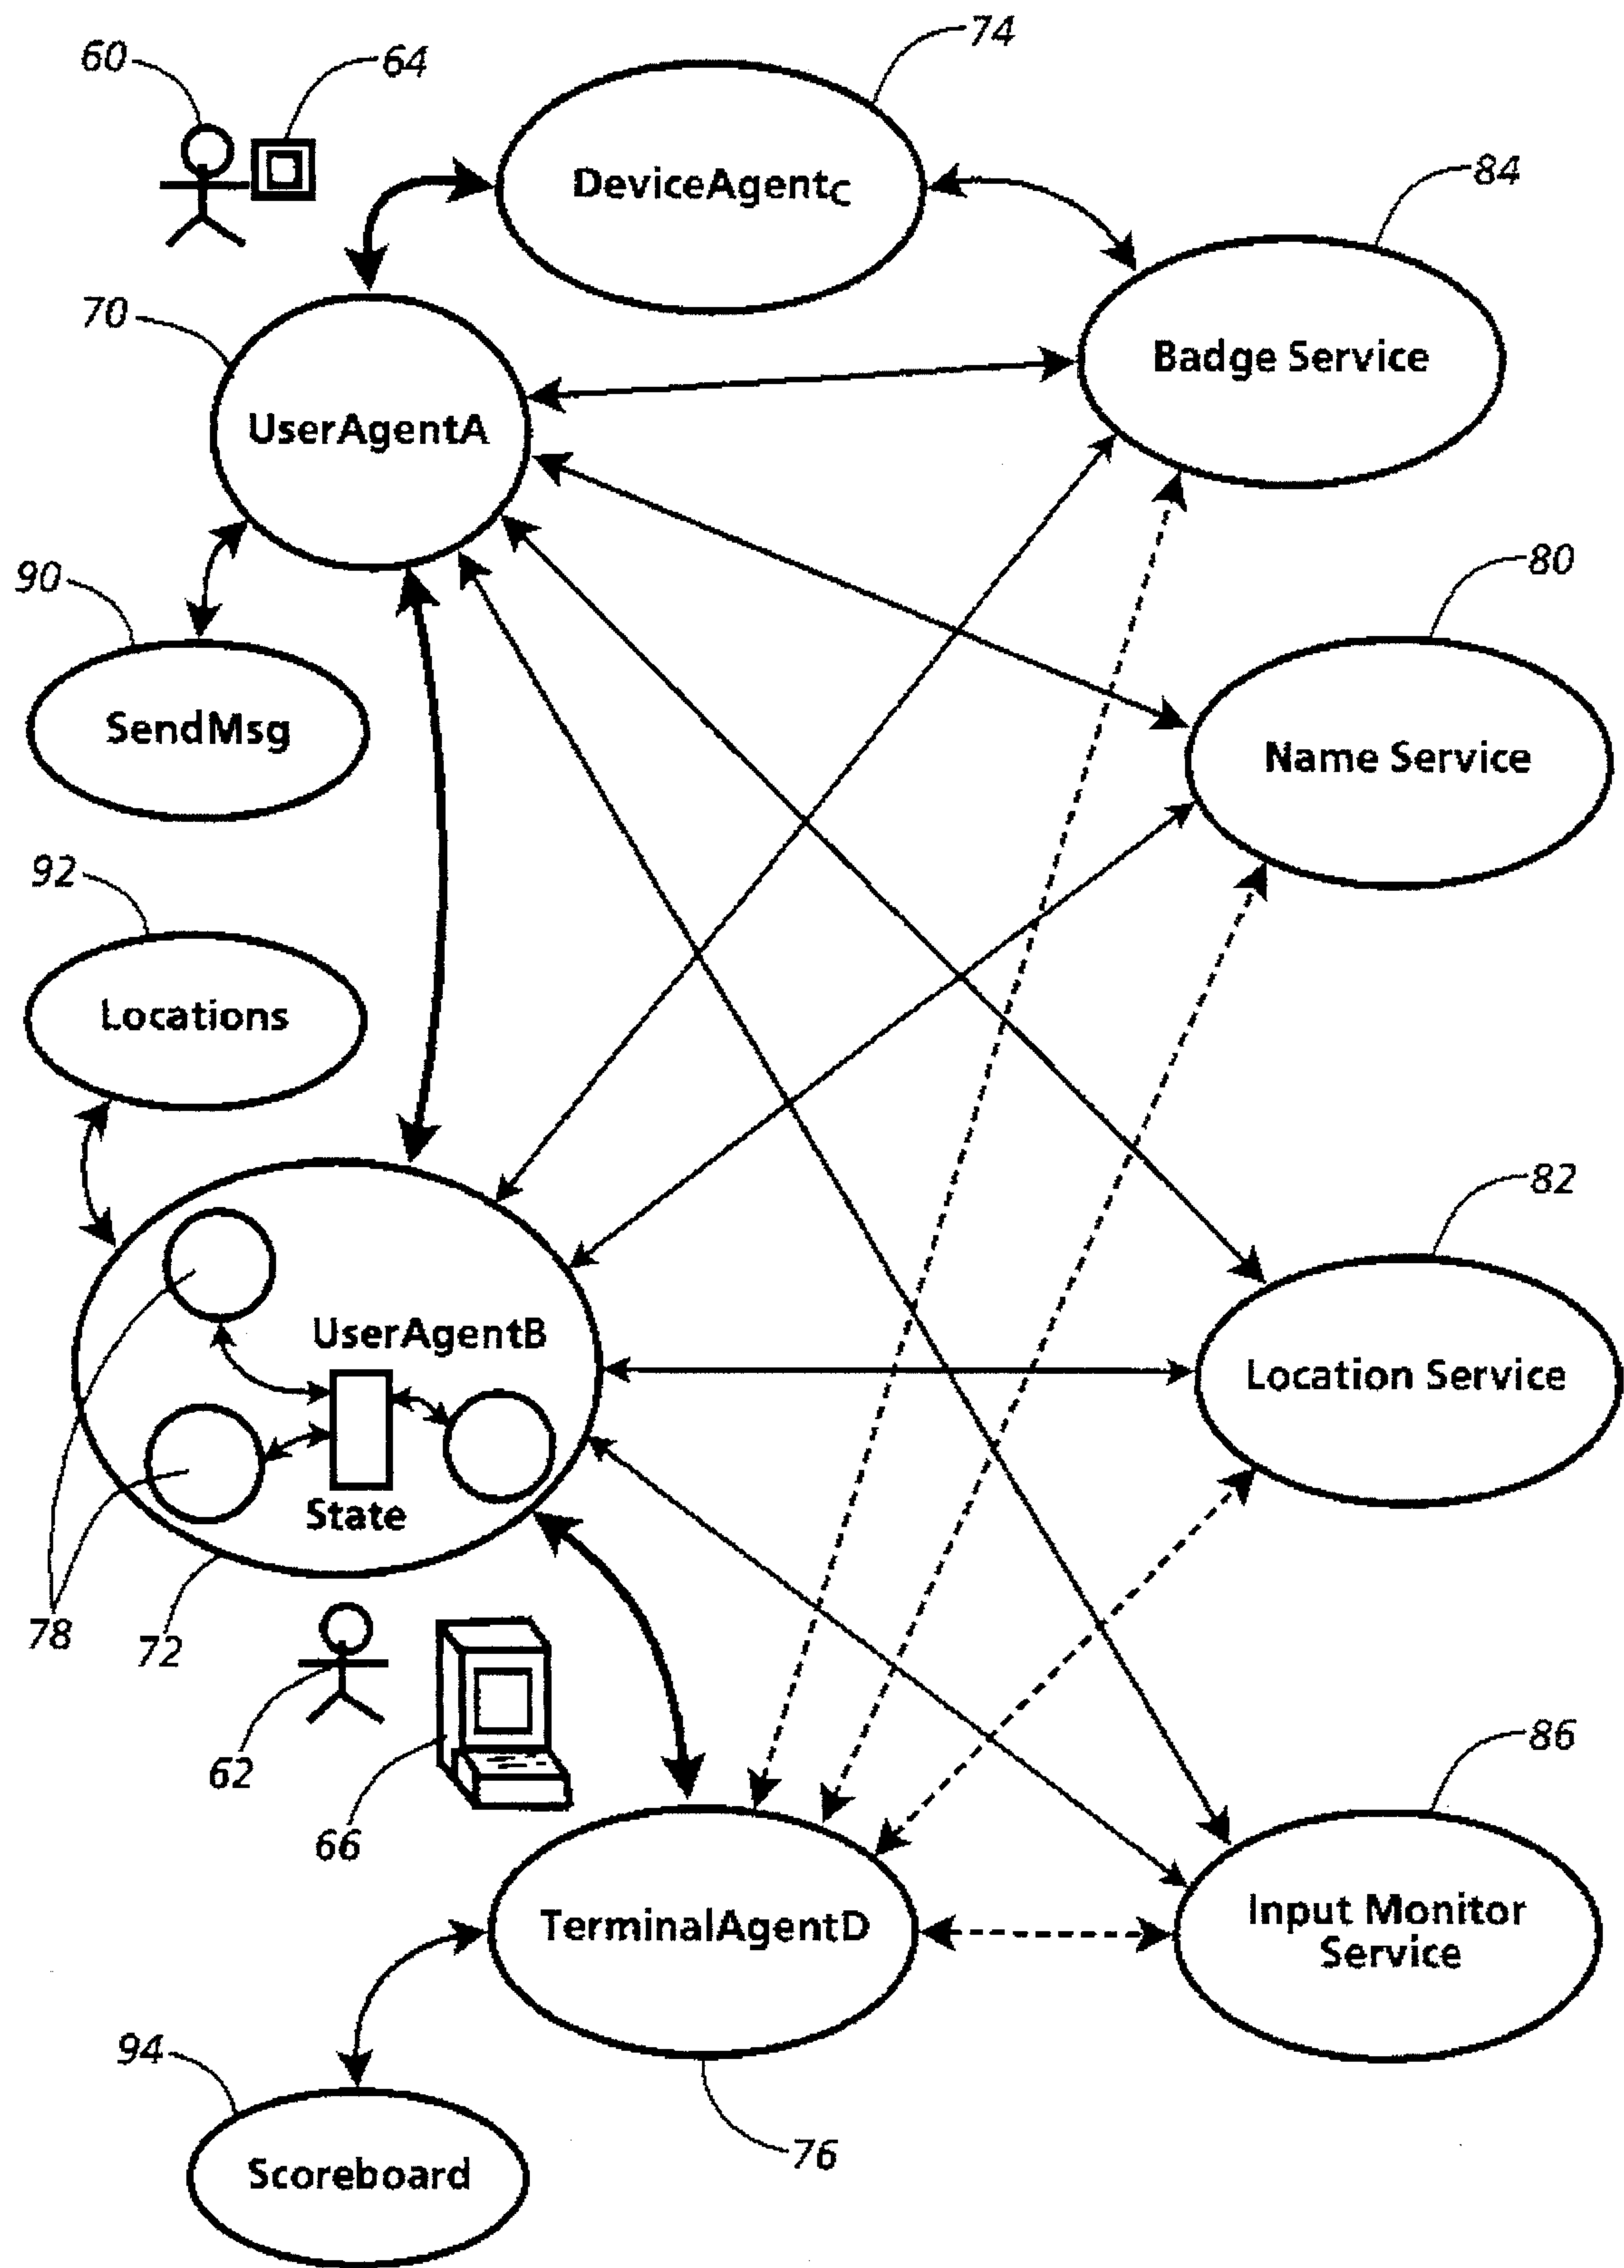 74
60
64
DeviceAgentC
84
70
Badge Service
UserAgentA
80
90
SendMsg
Name Service
92
Locations
82
UserAgentB
Location Service
State
78
72
62
66
86
TerminalAgentD
Input Monitor
Service
94
76
Scoreboard